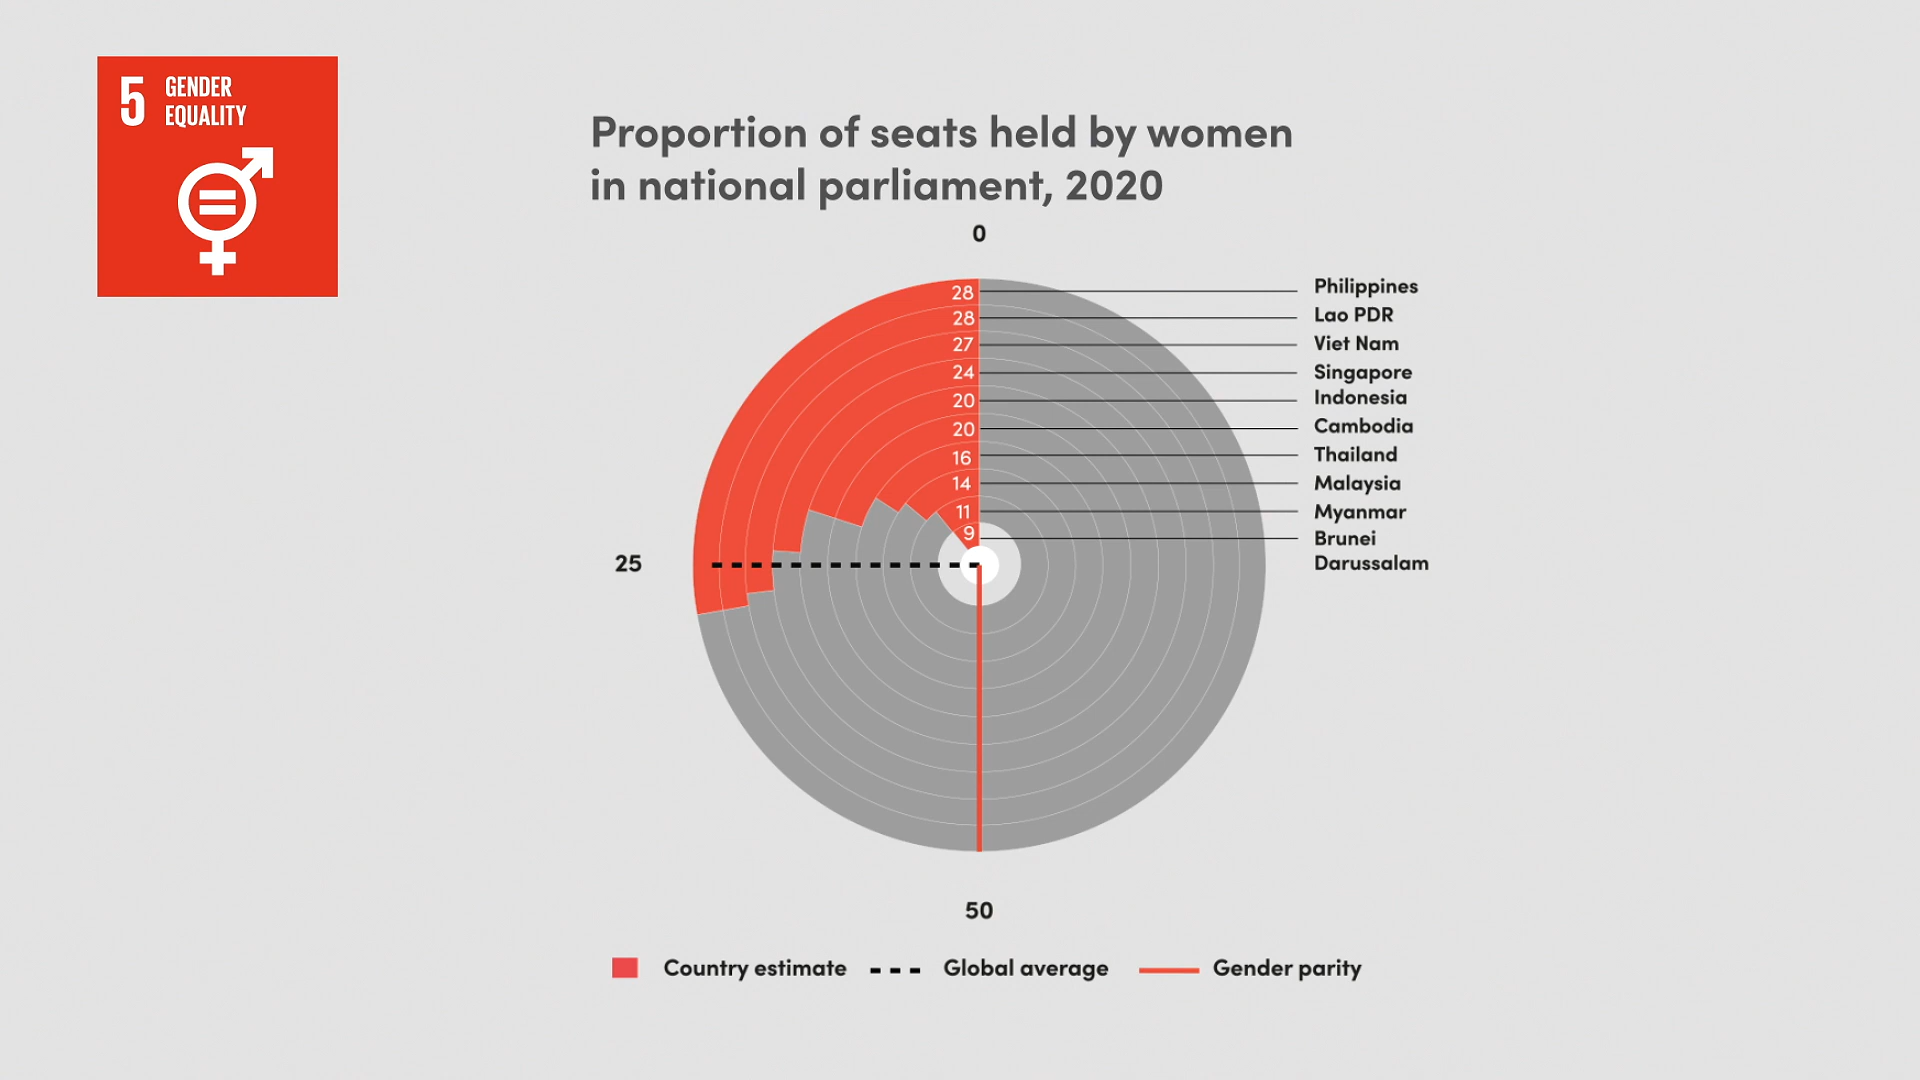 5 GENDER
EQUALITY
Proportion of seats held by women
in national parliament, 2020
0
28 Philippines
28 Lao PDR
27 Viet Nam
24 Singapore
20 Indonesia
20 Cambodia
16 Thailand
14 Malaysia
11 Myanmar
9 Brunei
Darussalam
25
50
Country estimate Global average Gender parity